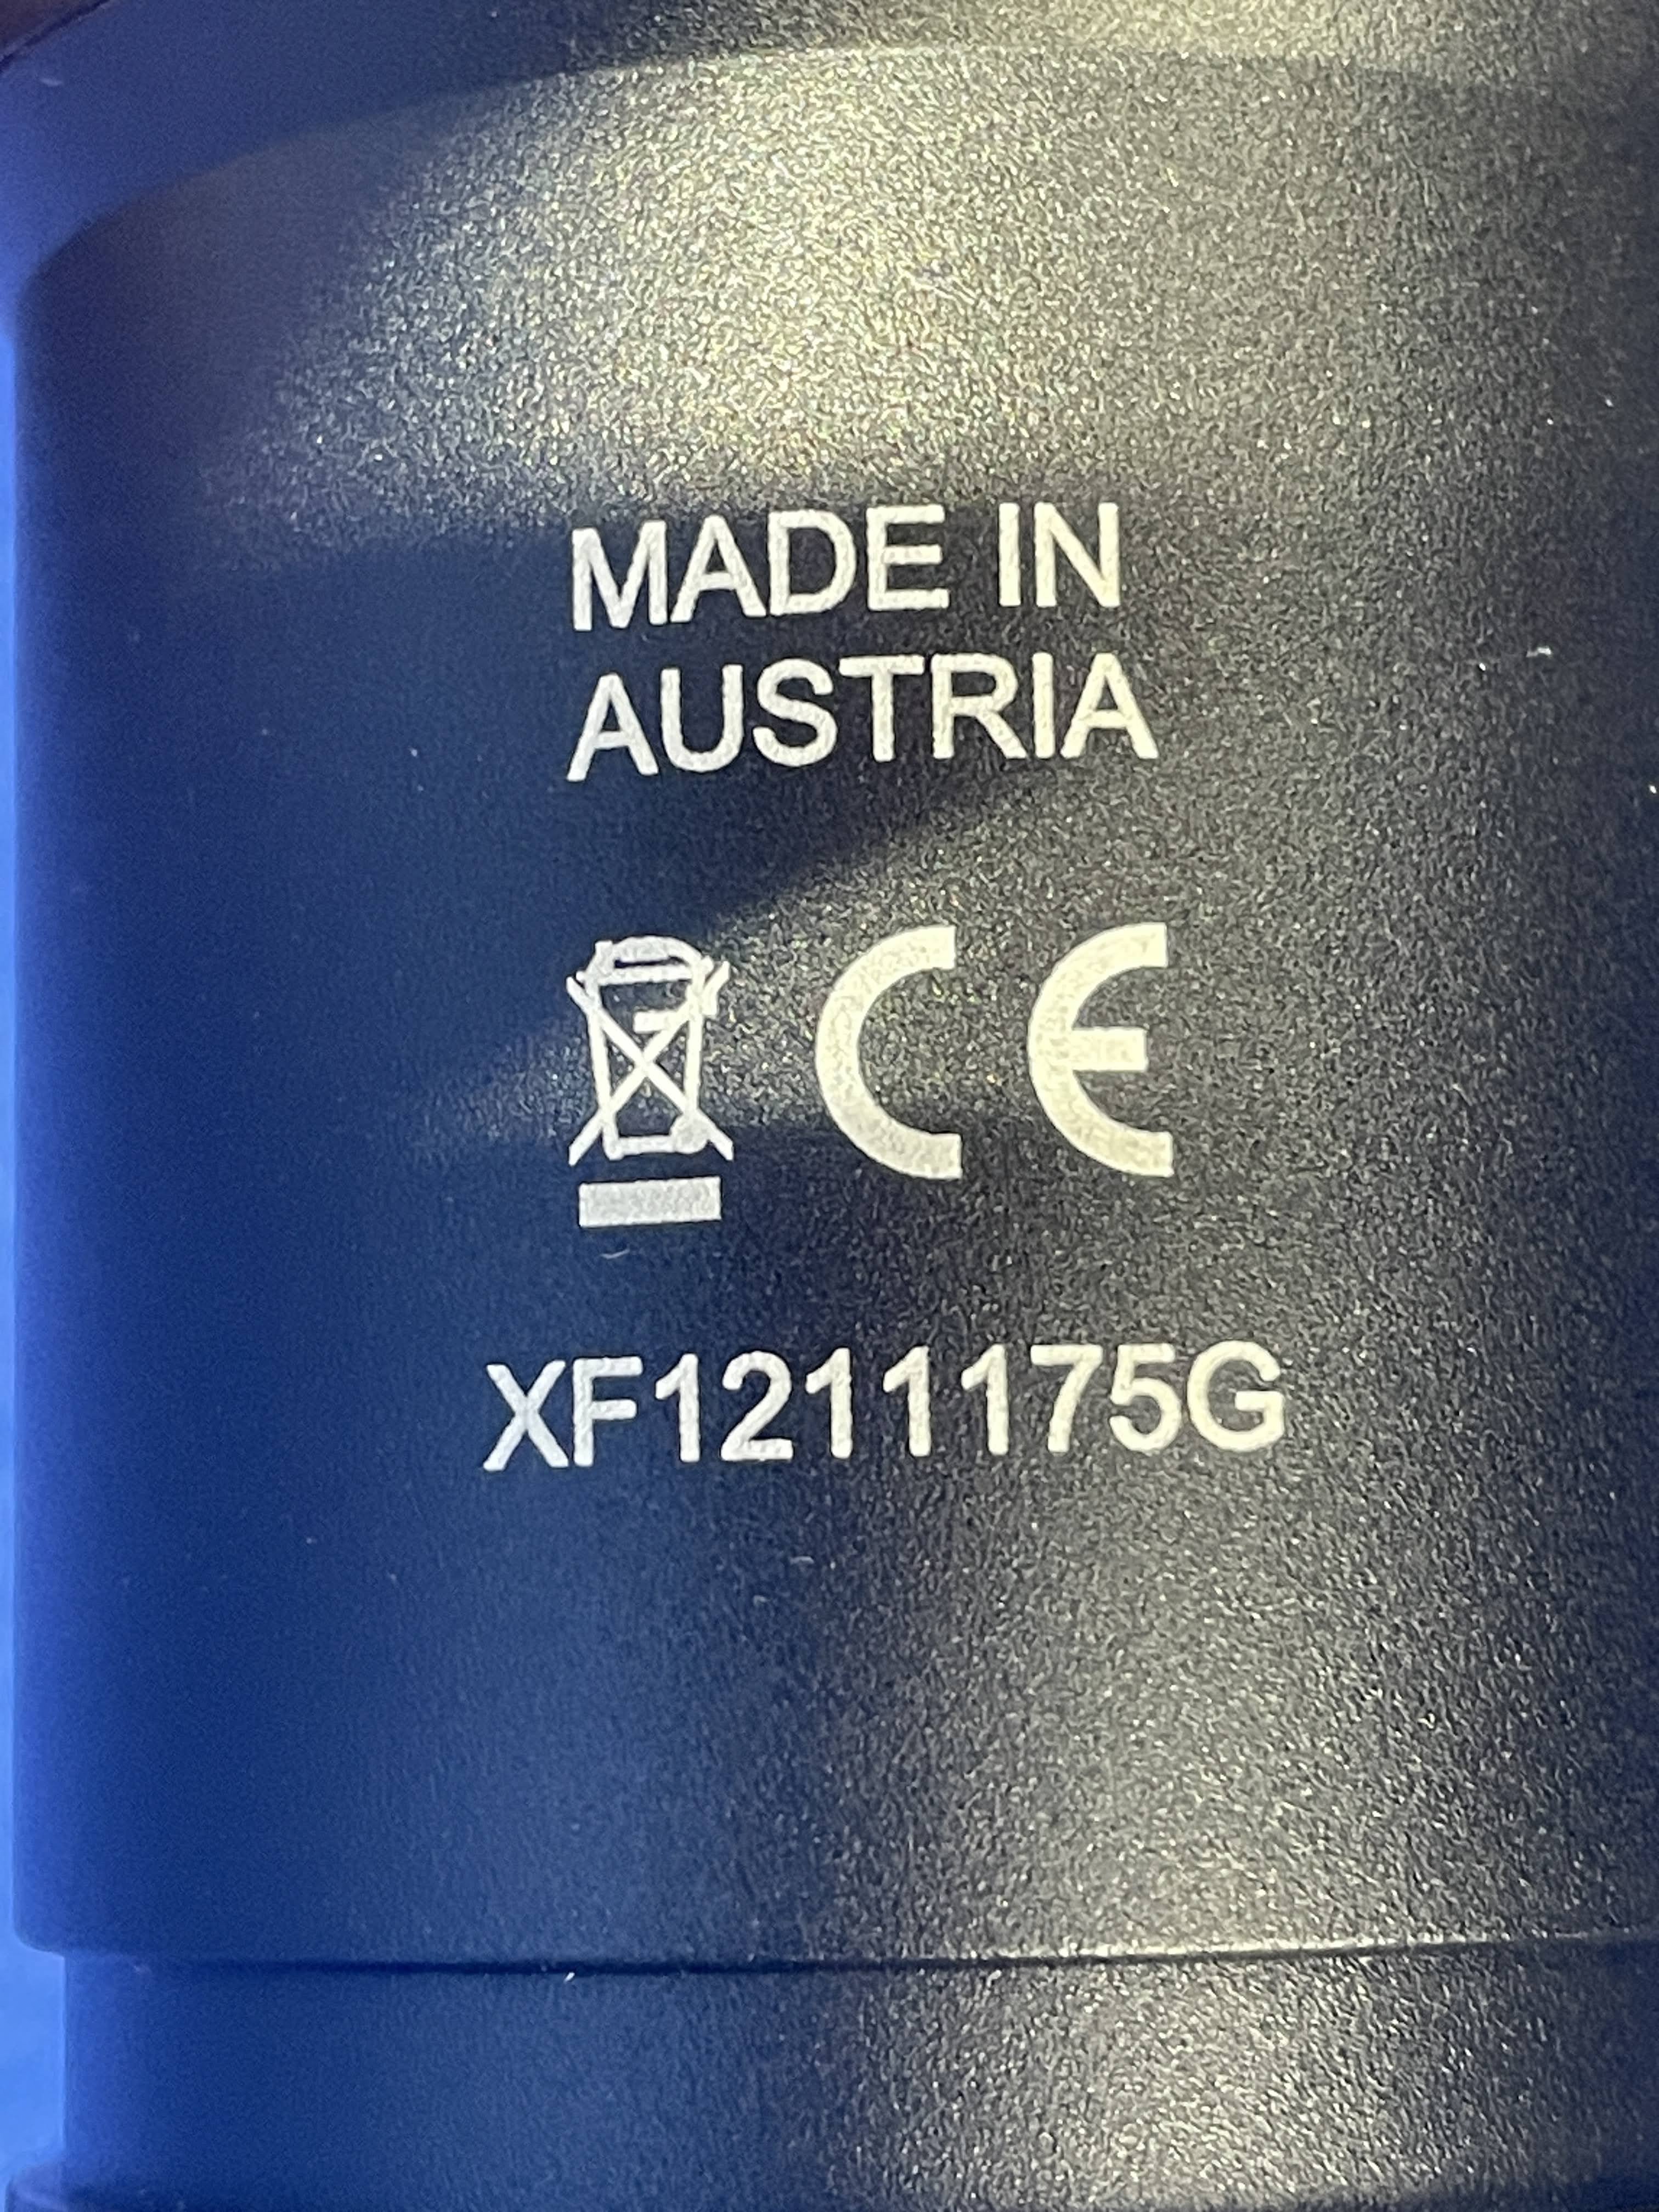 MADE IN
AUSTRIA
CE
XF1211175G